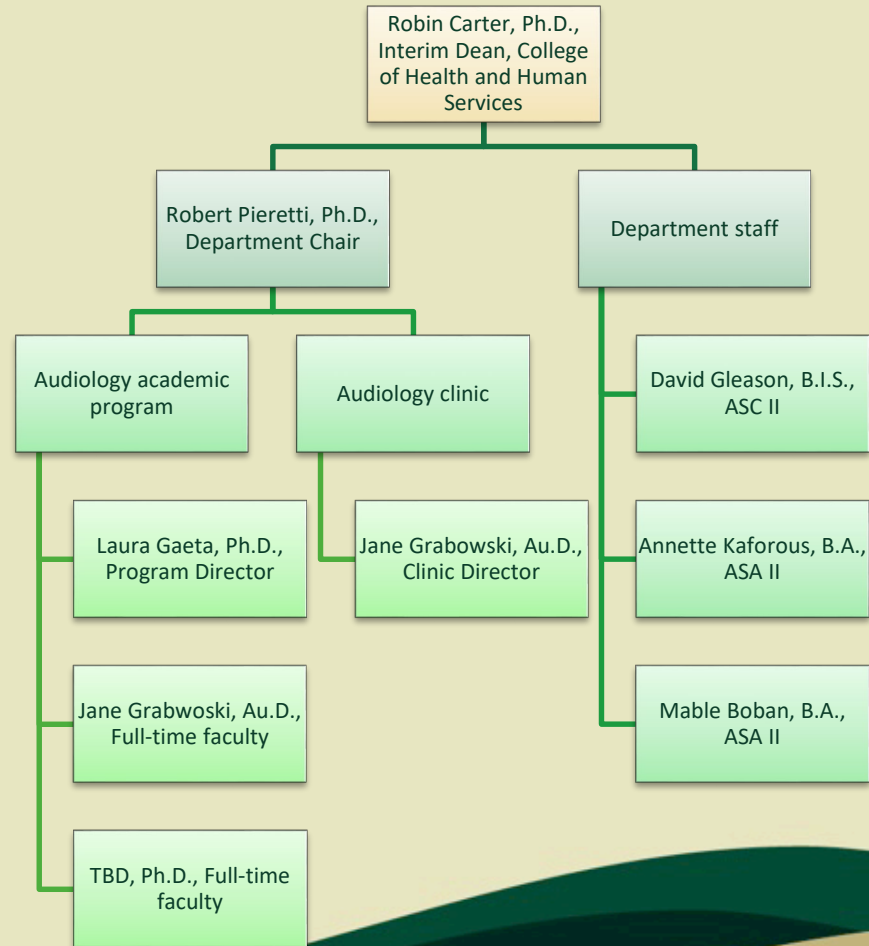 Robin Carter, Ph.D.,
Interim Dean, College
of Health and Human
Services
Robert Pieretti, Ph.D.,
Department Chair
Department staff
Audiology academic
program
Audiology clinic
David Gleason, B.I.S.,
ASC II
Laura Gaeta, Ph.D.,
Program Director
Jane Grabowski, Au.D.,
Clinic Director
Annette Kaforous, B.A.,
ASA II
Jane Grabwoski, Au.D.,
Full-time faculty
Mable Boban, B.A.,
ASA II
TBD, Ph.D., Full-time
faculty